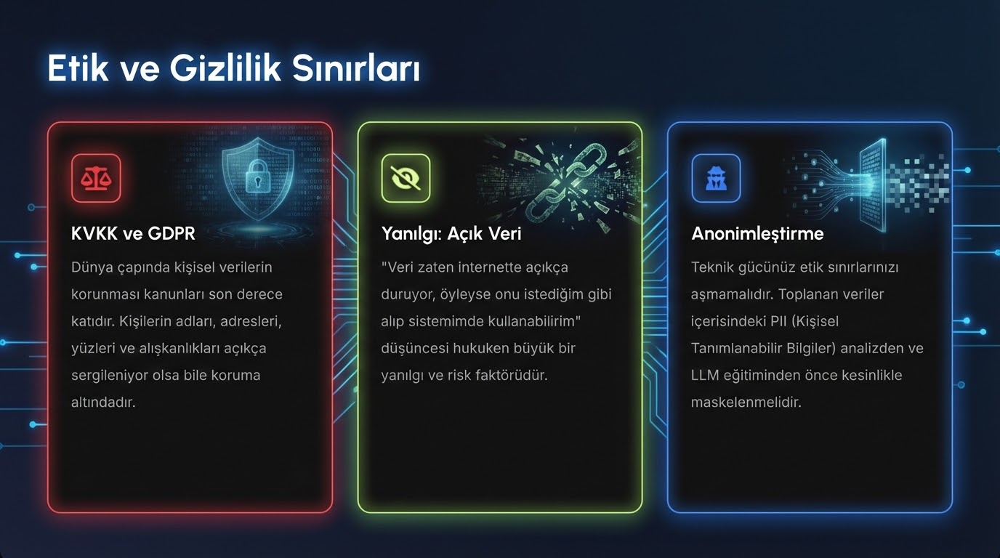 Etik ve Gizlilik Sınırları
KVKK ve GDPR
Dünya çapında kişisel verilerin
korunması kanunları son derece
katıdır. Kişilerin adları, adresleri,
yüzleri ve alışkanlıkları açıkça
sergileniyor olsa bile koruma
altındadır.
Yanılgı: Açık Veri
"Veri zaten internette açıkça
duruyor, öyleyse onu istediğim gibi
alıp sistemimde kullanabilirim"
düşüncesi hukuken büyük bir
yanılgı ve risk faktörüdür.
Anonimleştirme
Teknik gücünüz etik sınırlarınızı
aşmamalıdır. Toplanan veriler
içerisindeki PII (Kişisel
Tanımlanabilir Bilgiler) analizden ve
LLM eğitiminden önce kesinlikle
maskelenmelidir.